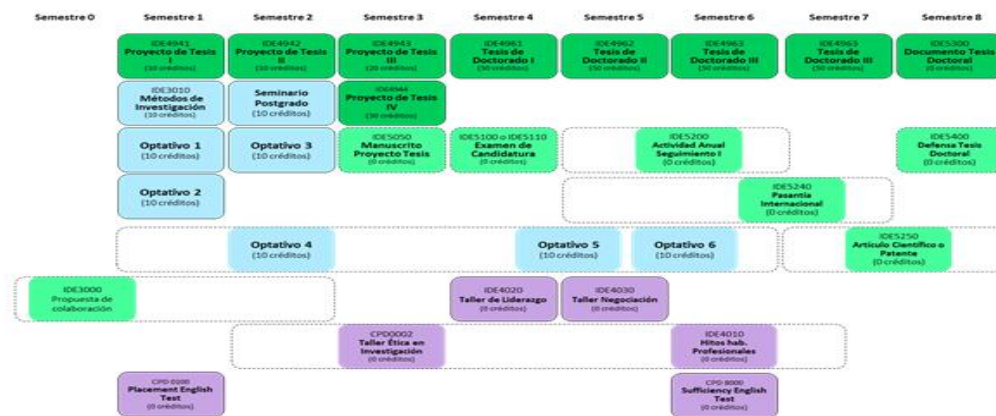 Semestre 0 Semestre 1 Semestre 2 Semestre 3 Semestre 4 Semestre 5 Semestre 6 Semestre 7 Semestre 8
IDE4941
Proyecto de Tesis
I
(10 créditos)
IDE4942
Proyecto de Tesis
II
(10 créditos)
IDE4943
Proyecto de Tesis
III
(20 créditos)
IDE4961
Tesis de
Doctorado I
(50 créditos)
IDE4962
Tesis de
Doctorado II
(50 créditos)
IDE4963
Tesis de
Doctorado III
(50 créditos)
IDE4963
Tesis de
Doctorado III
(50 créditos)
IDE5300
Documento Tesis
Doctoral
(0 créditos)
IDE3010
Métodos de
Investigación
(10 créditos)
Seminario
Postgrado
(10 créditos)
IDE4944
Proyecto de Tesis
IV
(30 créditos)
Optativo 1
(10 créditos)
Optativo 3
(10 créditos)
IDE5050
Manuscrito
Proyecto Tesis
(0 créditos)
IDE5100 o IDE5110
Examen de
Candidatura
(0 créditos)
IDE5200
Actividad Anual
Seguimiento I
(0 créditos)
IDE5400
Defensa Tesis
Doctoral
(0 créditos)
Optativo 2
(10 créditos)
IDE5240
Pasantía
Internacional
(0 créditos)
Optativo 4
(10 créditos)
Optativo 5
(10 créditos)
Optativo 6
(10 créditos)
IDE5250
Artículo Científico o
Patente
(0 créditos)
IDE3000
Propuesta de
colaboración
IDE4020
Taller de Liderazgo
(0 créditos)
IDE4030
Taller Negociación
(0 créditos)
CPD0002
Taller Ética en
Investigación
(0 créditos)
IDE4010
Hitos hab.
Profesionales
(0 créditos)
CPD 0100
Placement English
Test
(0 créditos)
CPD 8000
Sufficiency English
Test
(0 créditos)